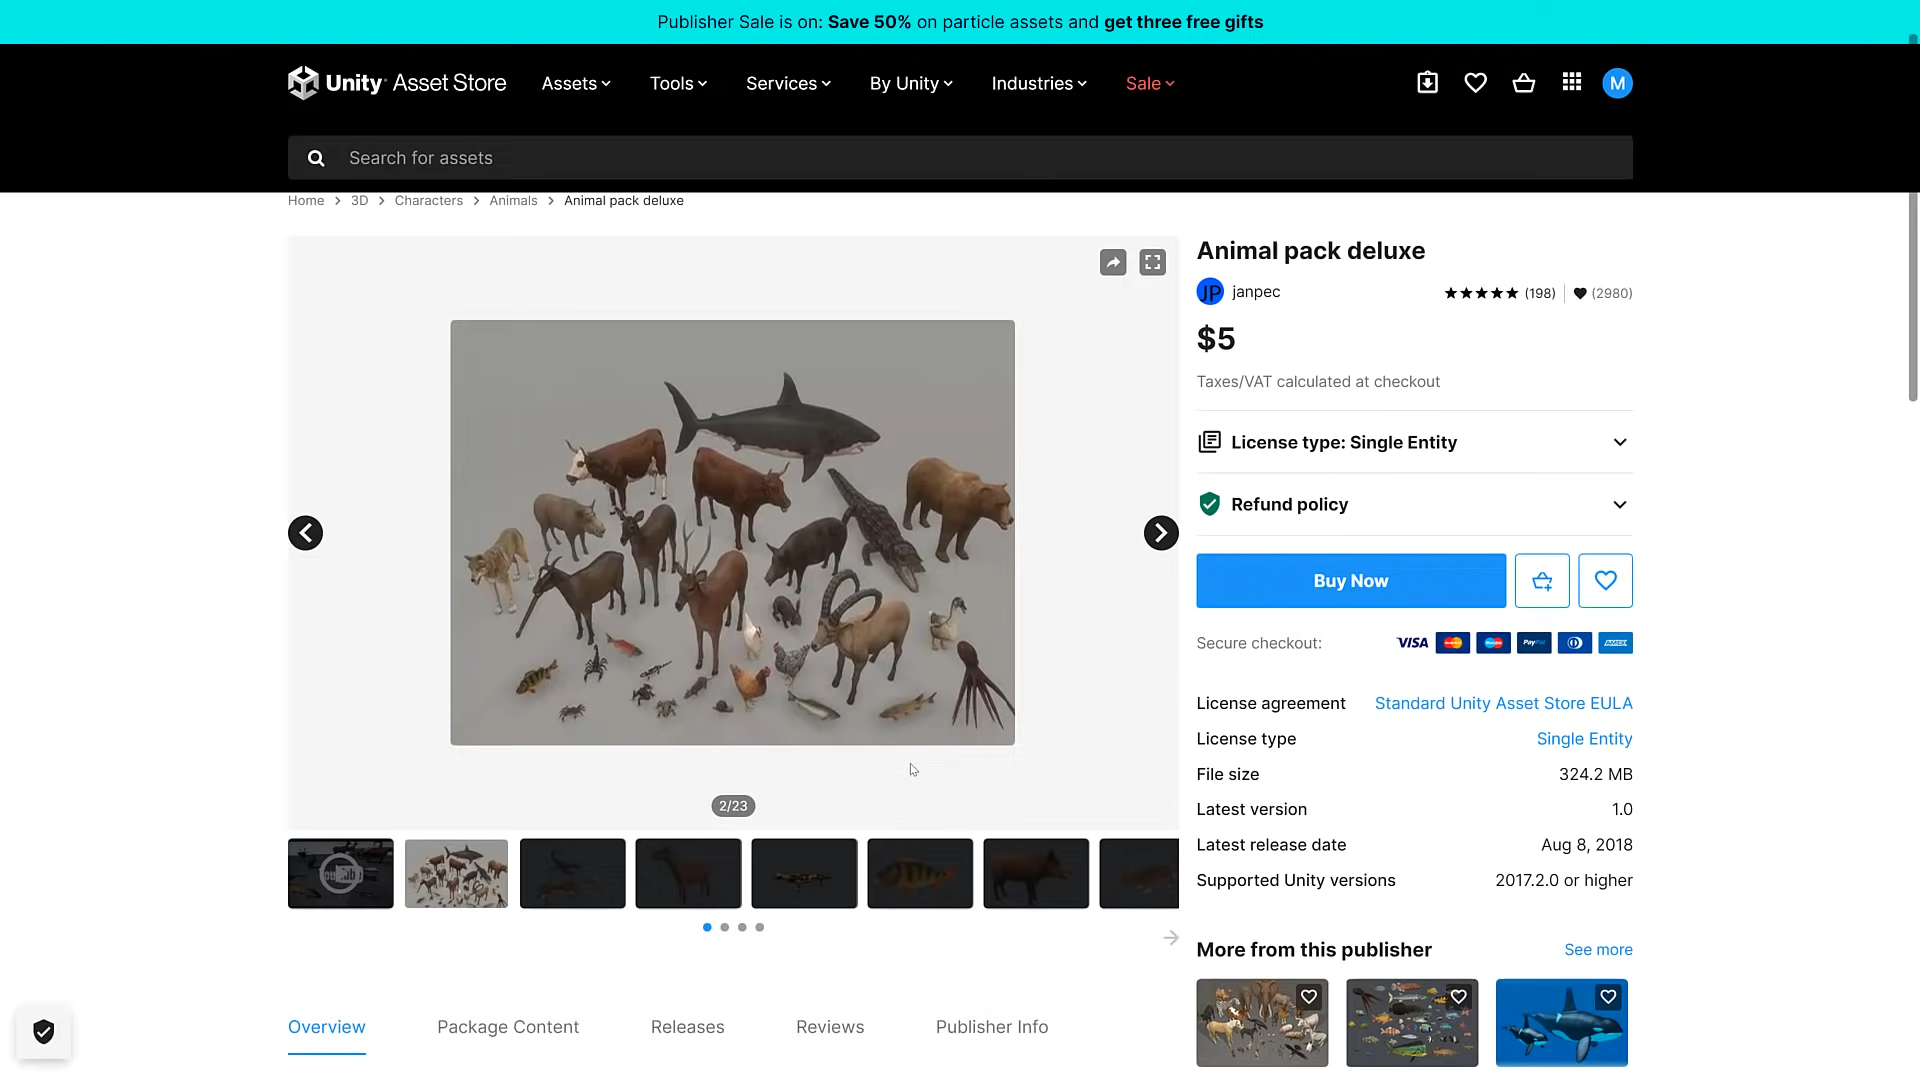 Publisher Sale is on: Save 50% on particle assets and get three free gifts
Unity Asset Store
Assets
Tools
Services
By Unity
Industries
Sale
M
Search for assets
Home > 3D > Characters > Animals > Animal pack deluxe
Animal pack deluxe
JP janpec
(198)
(2980)
$5
Taxes/VAT calculated at checkout
License type: Single Entity
Refund policy
Buy Now
Secure checkout:
VISA
PayPal
AMEX
License agreement Standard Unity Asset Store EULA
License type Single Entity
File size 324.2 MB
Latest version 1.0
Latest release date Aug 8, 2018
Supported Unity versions 2017.2.0 or higher
2/23
More from this publisher See more
Overview
Package Content
Releases
Reviews
Publisher Info